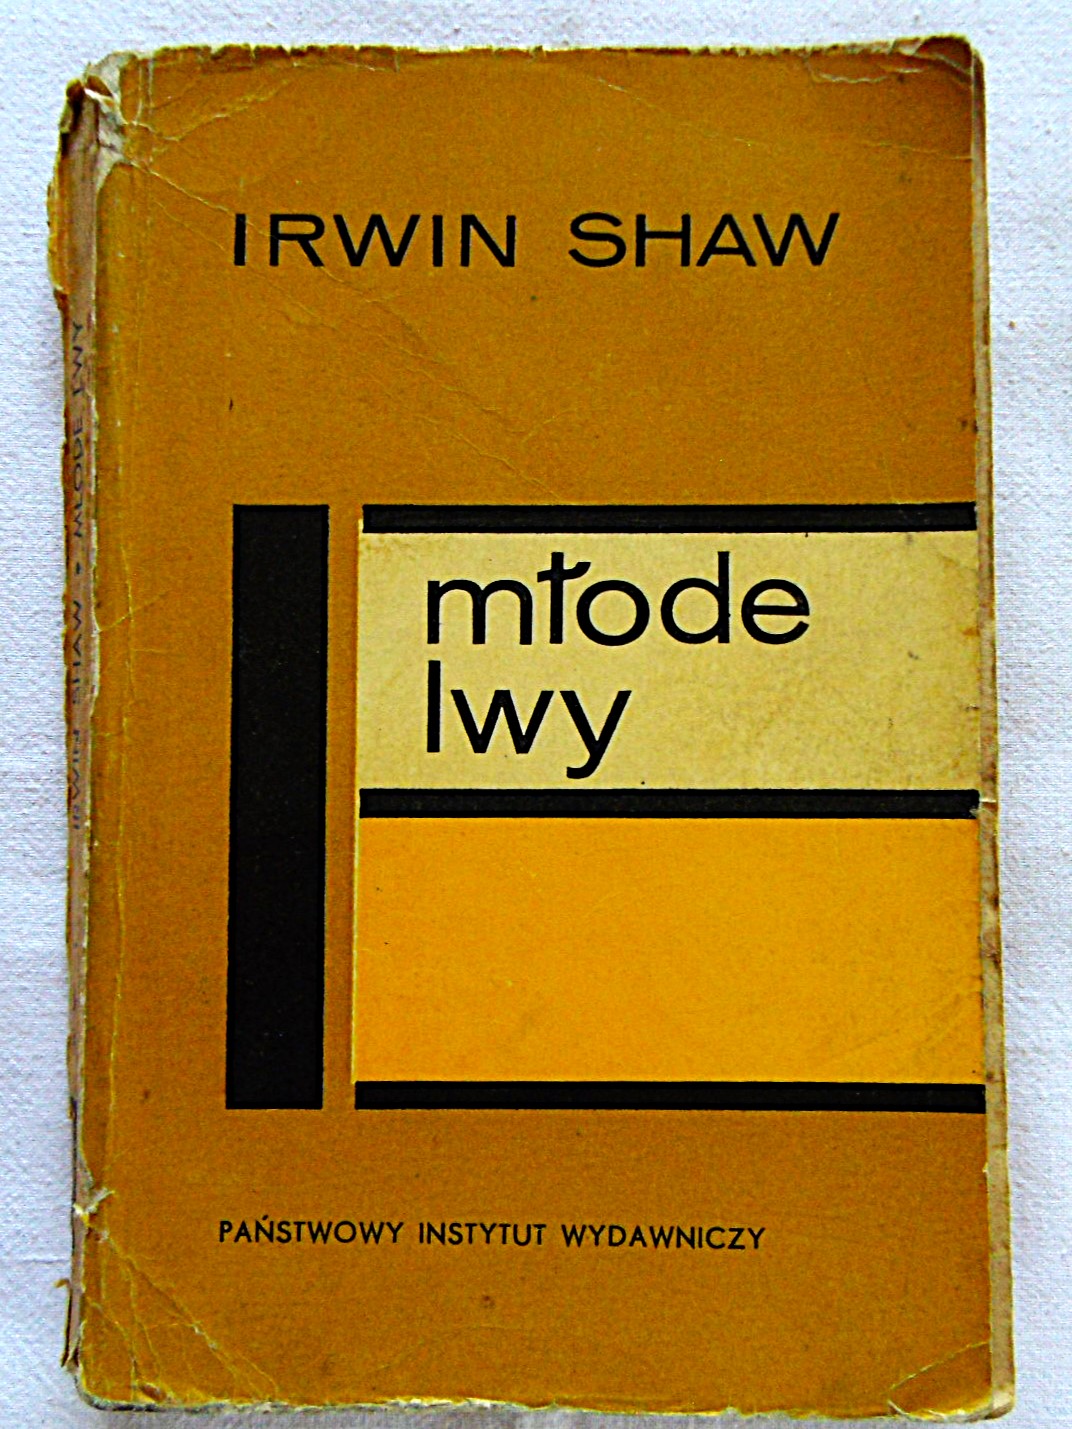 IRWIN SHAW
młode
lwy
PAŃSTWOWY INSTYTUT WYDAWNICZY
IRWIN SHAW • MŁODE LWY